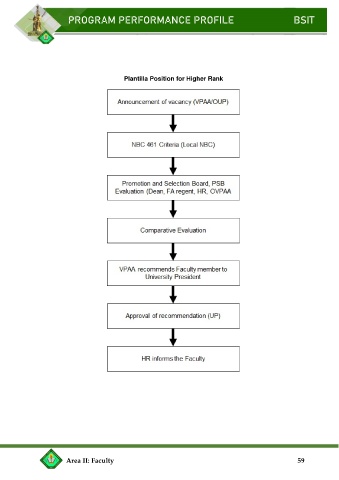 PROGRAM PERFORMANCE PROFILE BSIT
Plantilla Position for Higher Rank
Announcement of vacancy (VPAA/OUP)
NBC 461 Criteria (Local NBC)
Promotion and Selection Board, PSB
Evaluation (Dean, FA regent, HR, OVPAA
Comparative Evaluation
VPAA recommends Faculty member to
University President
Approval of recommendation (UP)
HR informs the Faculty
Area II: Faculty 59